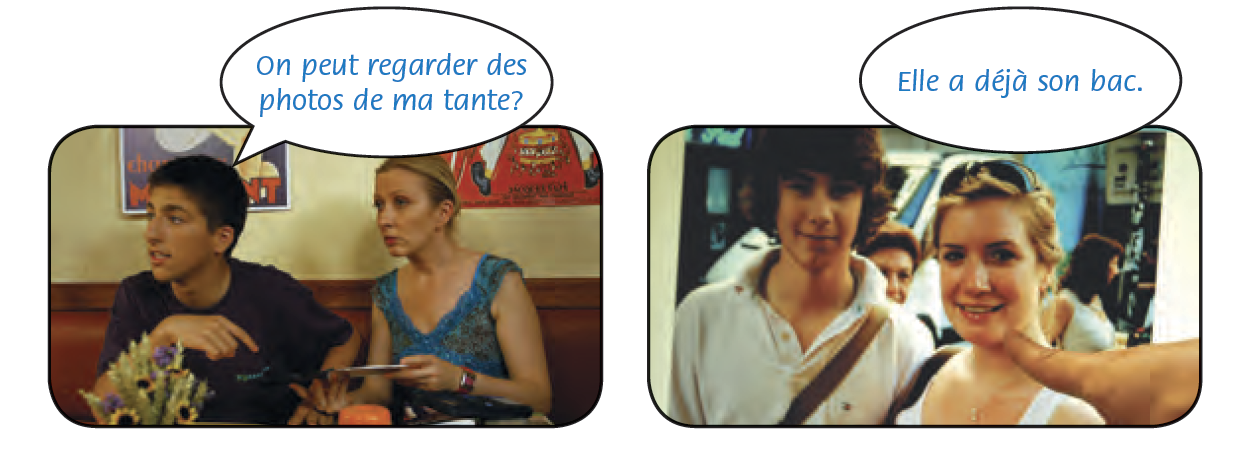 On peut regarder des
photos de ma tante?
Elle a déjà son bac.